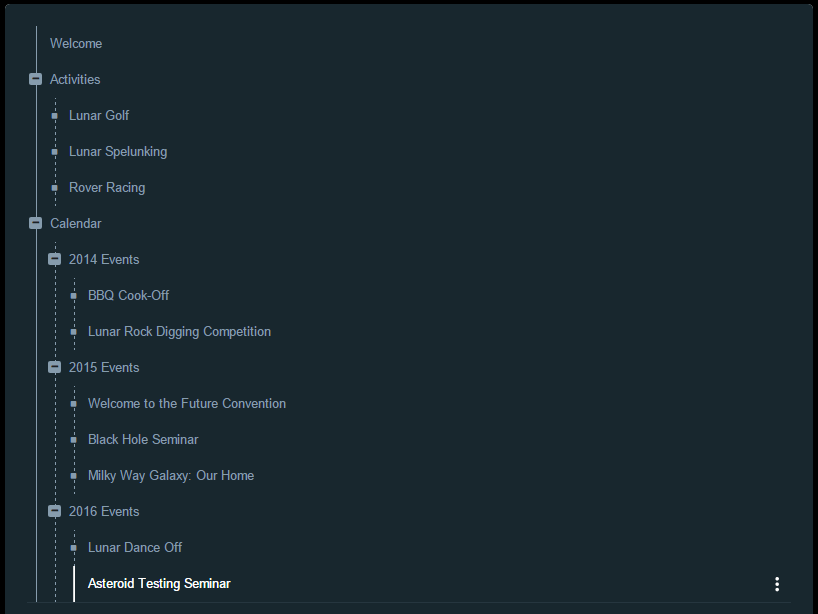 Welcome
Activities
Lunar Golf
Lunar Spelunking
Rover Racing
Calendar
2014 Events
BBQ Cook-Off
Lunar Rock Digging Competition
2015 Events
Welcome to the Future Convention
Black Hole Seminar
Milky Way Galaxy: Our Home
2016 Events
Lunar Dance Off
Asteroid Testing Seminar